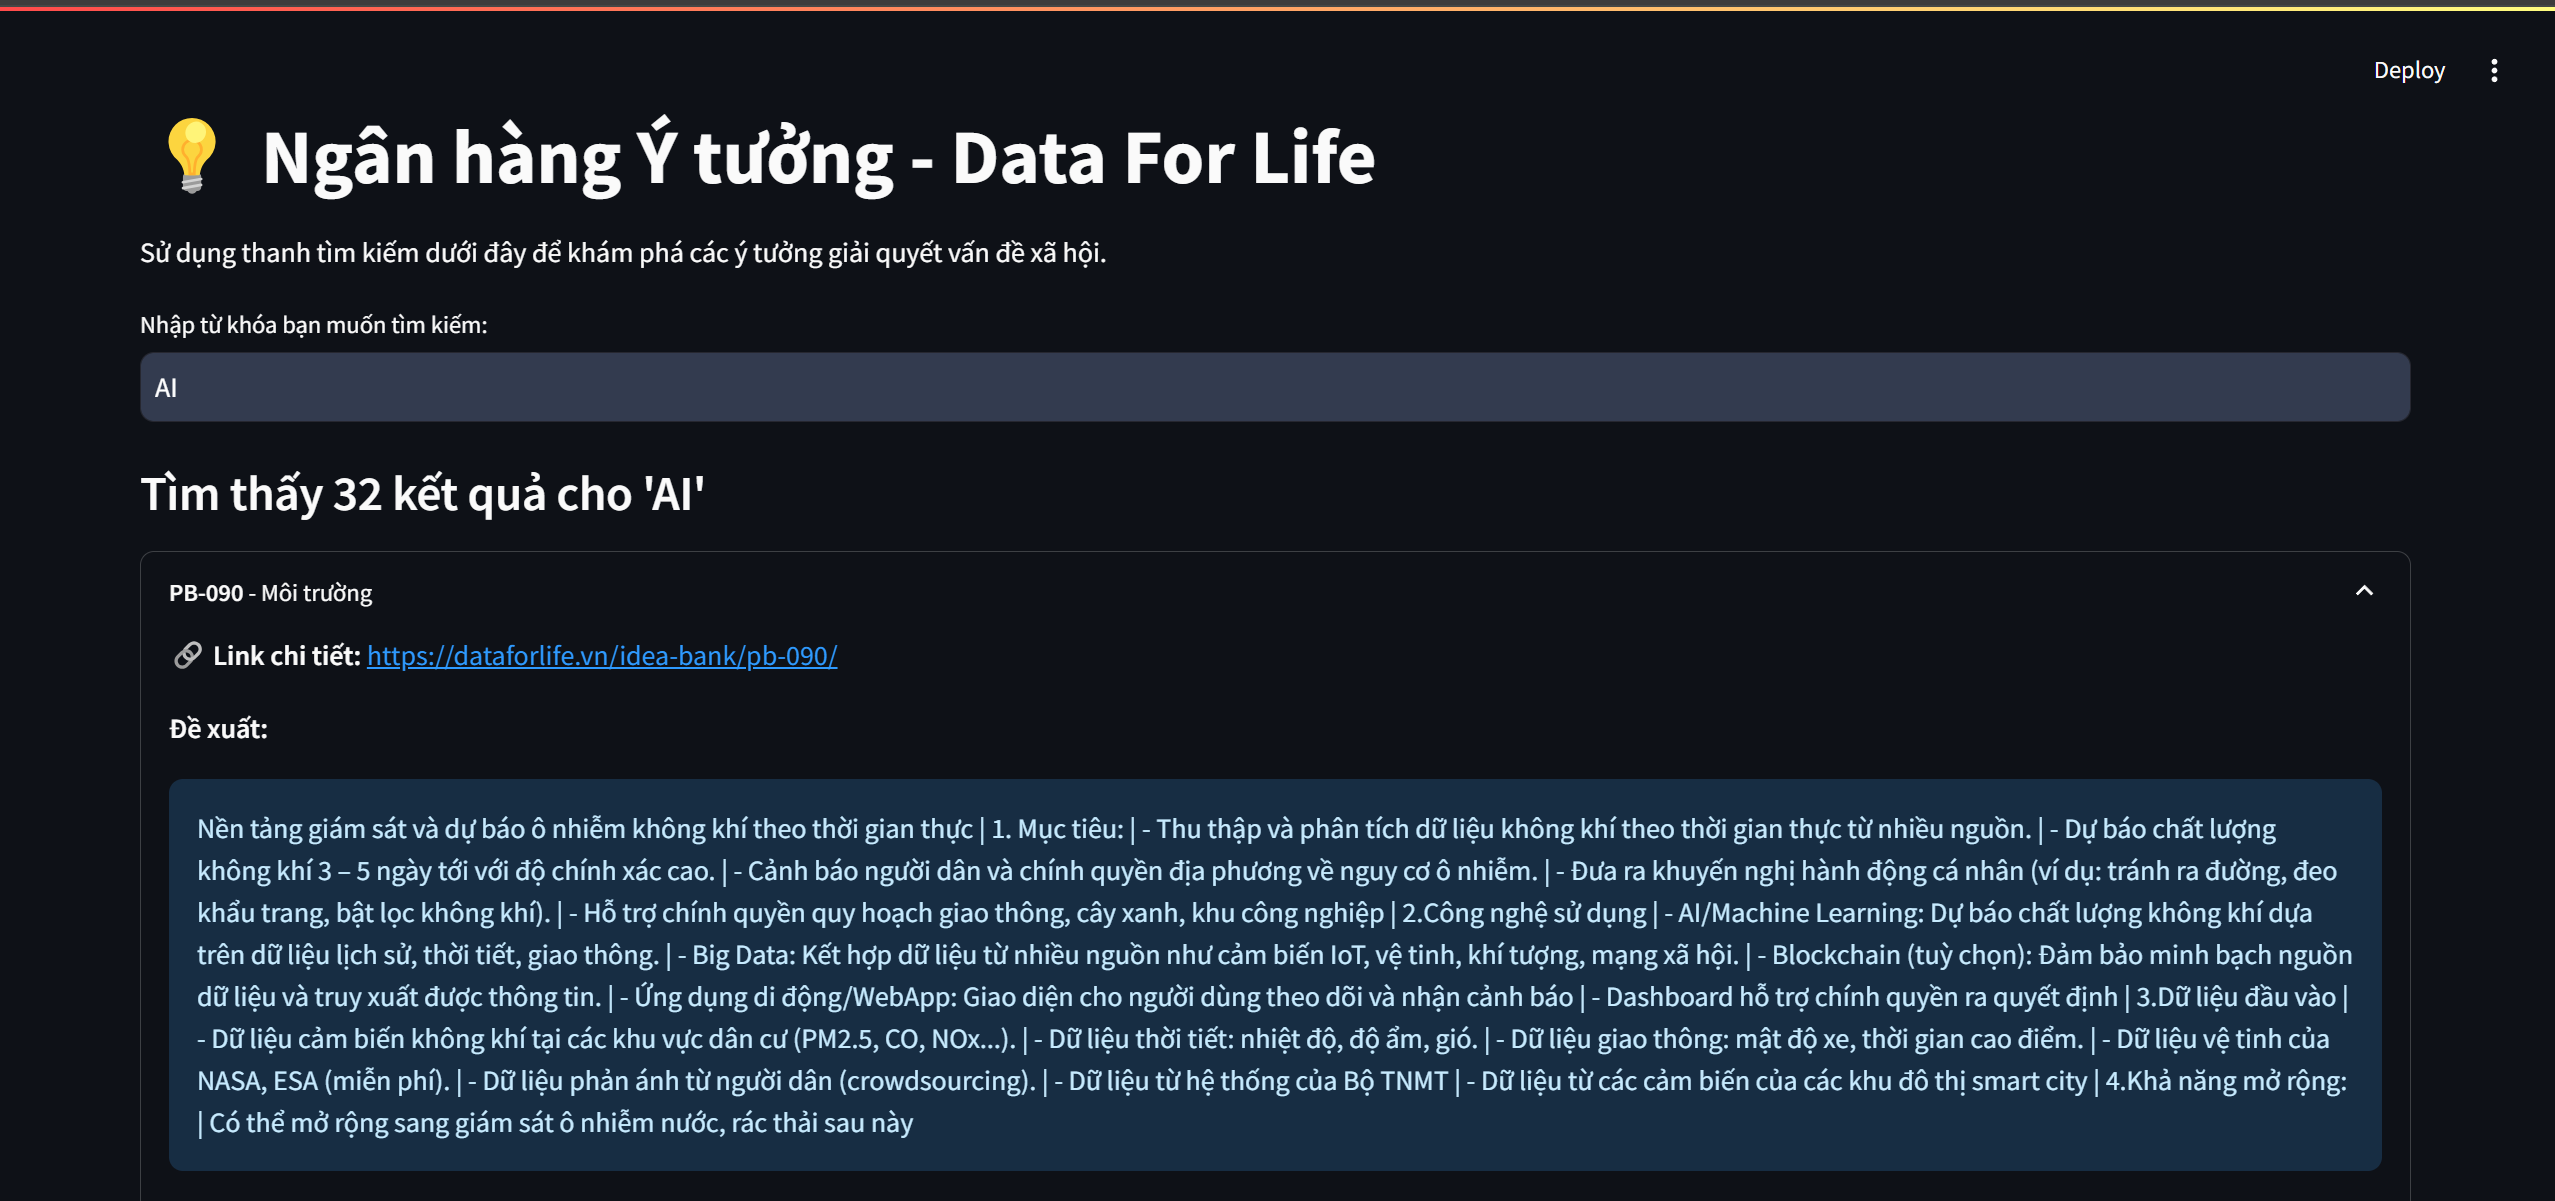 Deploy
Ngân hàng Ý tưởng - Data For Life
Sử dụng thanh tìm kiếm dưới đây để khám phá các ý tưởng giải quyết vấn đề xã hội.
Nhập từ khóa bạn muốn tìm kiếm:
AI
Tìm thấy 32 kết quả cho 'AI'
PB-090 - Môi trường
Link chi tiết: https://dataforlife.vn/idea-bank/pb-090/
Đề xuất:
Nền tảng giám sát và dự báo ô nhiễm không khí theo thời gian thực | 1. Mục tiêu: | - Thu thập và phân tích dữ liệu không khí theo thời gian thực từ nhiều nguồn. | - Dự báo chất lượng
không khí 3 – 5 ngày tới với độ chính xác cao. | - Cảnh báo người dân và chính quyền địa phương về nguy cơ ô nhiễm. | - Đưa ra khuyến nghị hành động cá nhân (ví dụ: tránh ra đường, đeo
khẩu trang, bật lọc không khí). | - Hỗ trợ chính quyền quy hoạch giao thông, cây xanh, khu công nghiệp | 2.Công nghệ sử dụng | - AI/Machine Learning: Dự báo chất lượng không khí dựa
trên dữ liệu lịch sử, thời tiết, giao thông. | - Big Data: Kết hợp dữ liệu từ nhiều nguồn như cảm biến IoT, vệ tinh, khí tượng, mạng xã hội. | - Blockchain (tuỳ chọn): Đảm bảo minh bạch nguồn
dữ liệu và truy xuất được thông tin. | - Ứng dụng di động/WebApp: Giao diện cho người dùng theo dõi và nhận cảnh báo | - Dashboard hỗ trợ chính quyền ra quyết định | 3.Dữ liệu đầu vào |
- Dữ liệu cảm biến không khí tại các khu vực dân cư (PM2.5, CO, NOx...). | - Dữ liệu thời tiết: nhiệt độ, độ ẩm, gió. | - Dữ liệu giao thông: mật độ xe, thời gian cao điểm. | - Dữ liệu vệ tinh của
NASA, ESA (miễn phí). | - Dữ liệu phản ánh từ người dân (crowdsourcing). | - Dữ liệu từ hệ thống của Bộ TNMT | - Dữ liệu từ các cảm biến của các khu đô thị smart city | 4.Khả năng mở rộng:
| Có thể mở rộng sang giám sát ô nhiễm nước, rác thải sau này